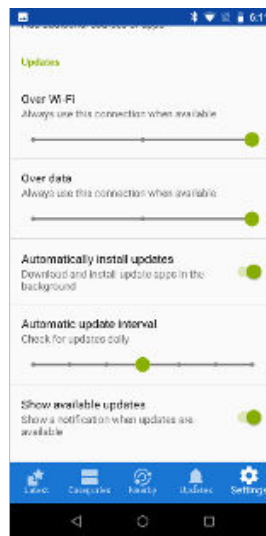 6:11
Updates
Over Wi-Fi
Always use this connection when available
Over data
Always use this connection when available
Automatically install updates
Download and install update apps in the
background
Automatic update interval
Check for updates daily
Show available updates
Show a notification when updates are
available
Latest Categories Nearby Updates Settings